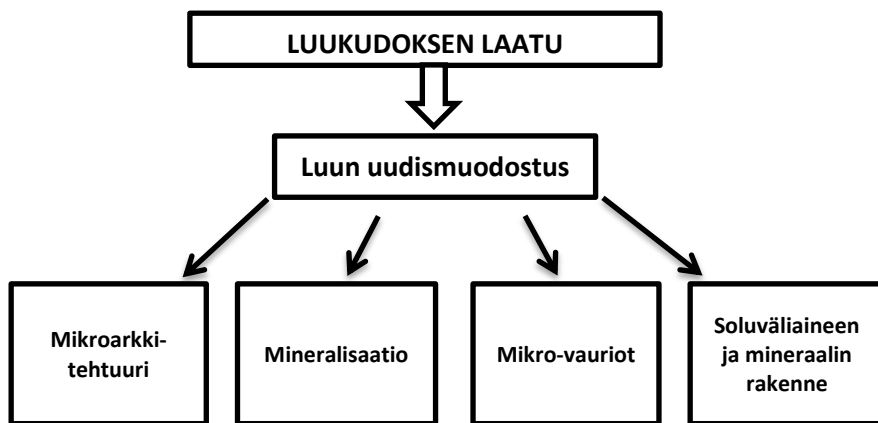 LUUKUDOKSEN LAATU
Luun uudismuodostus
Mikroarkki-
tehtuuri
Mineralisaatio
Mikro-vauriot
Soluväliaineen
ja mineraalin
rakenne